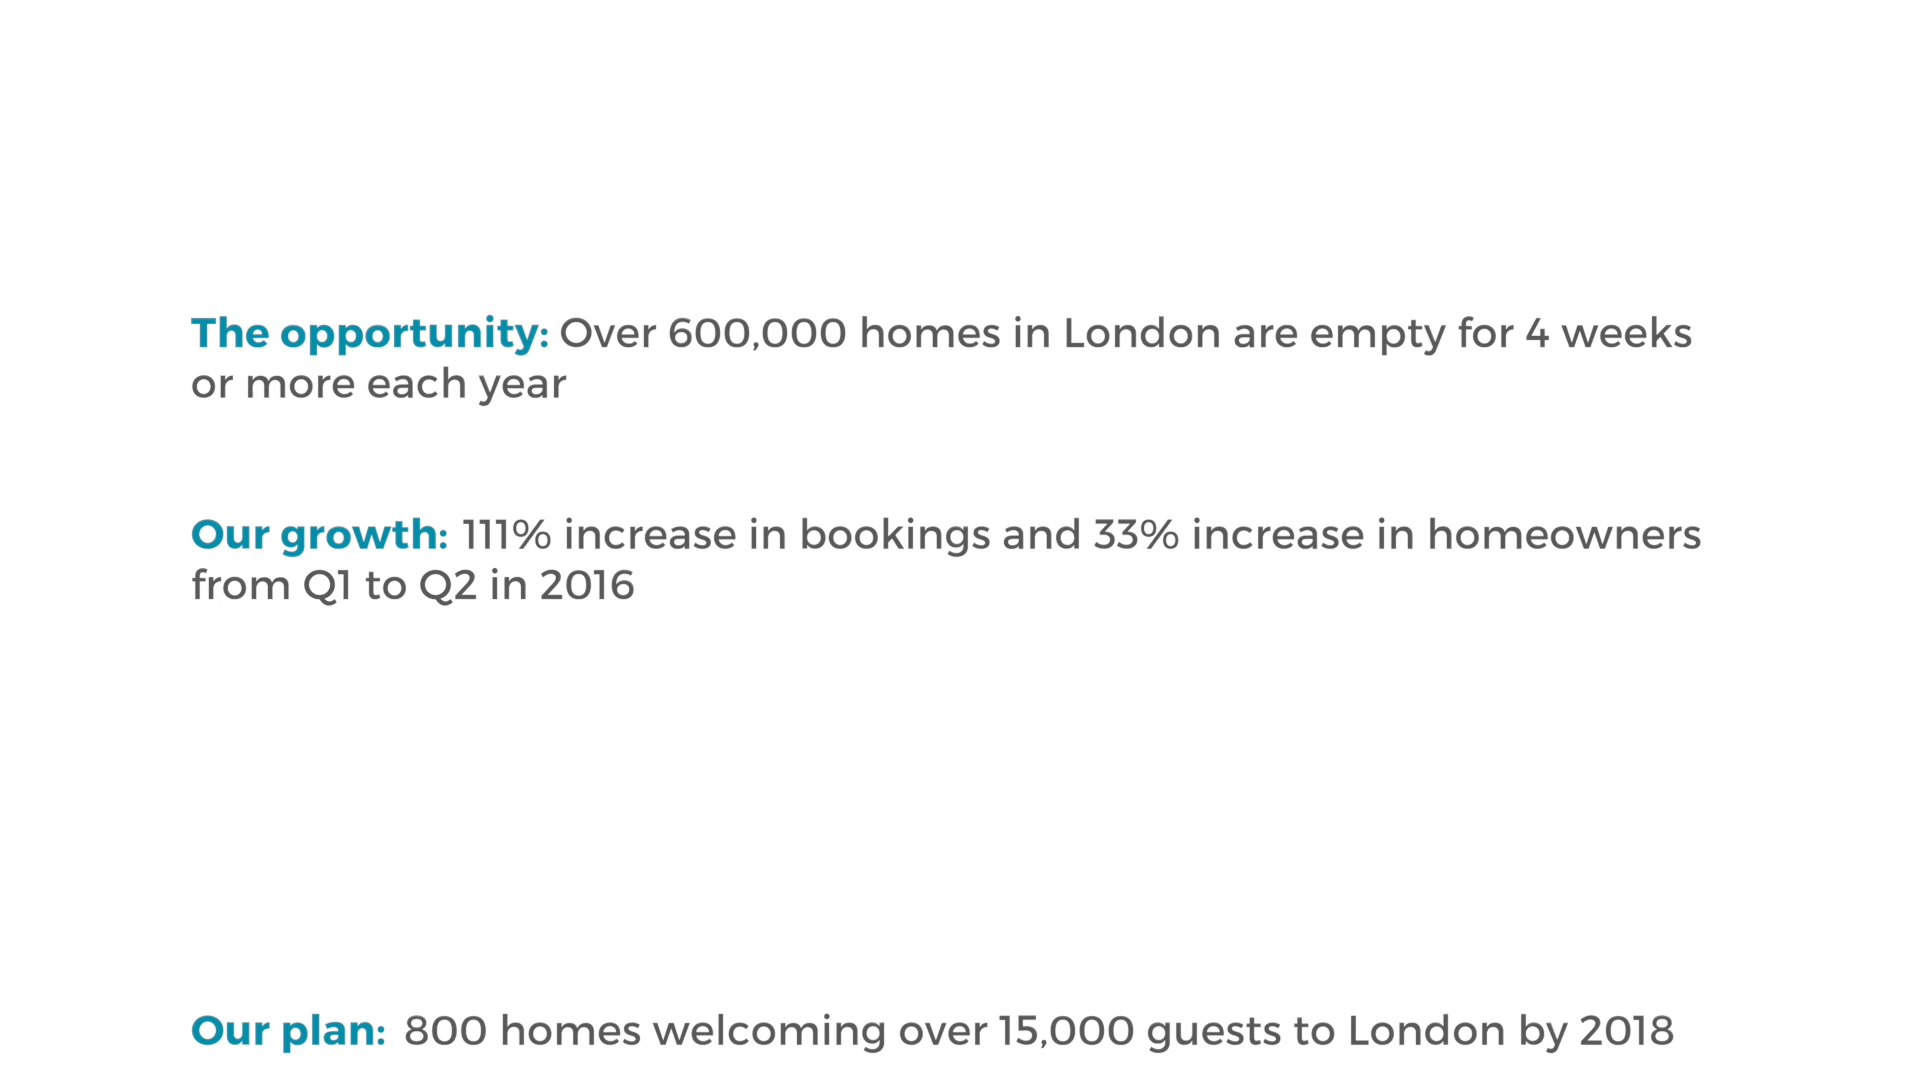 The opportunity: Over 600,000 homes in London are empty for 4 weeks
or more each year
Our growth: 111% increase in bookings and 33% increase in homeowners
from Q1 to Q2 in 2016
Our plan: 800 homes welcoming over 15,000 guests to London by 2018